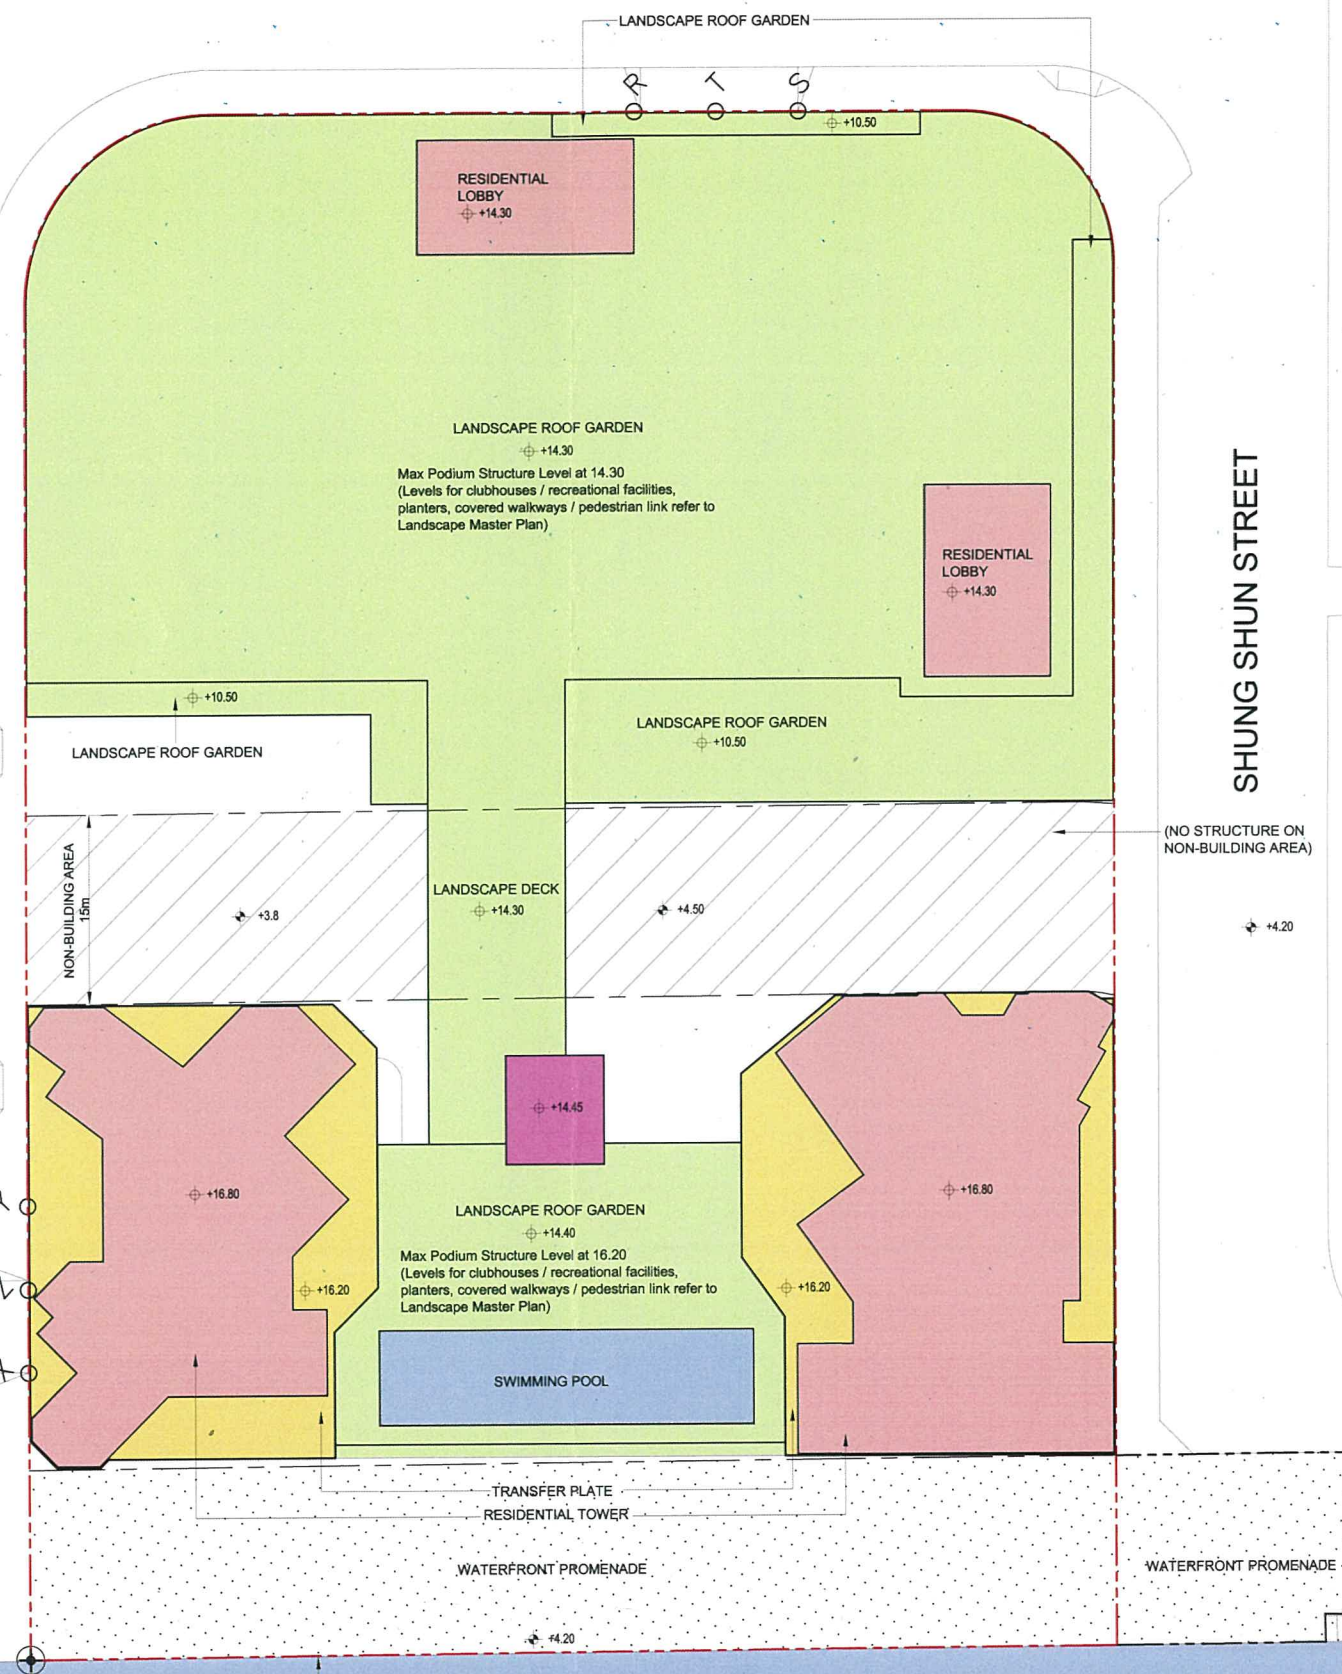 LANDSCAPE ROOF GARDEN
R
T
S
+10.50
RESIDENTIAL
LOBBY
+14.30
LANDSCAPE ROOF GARDEN
+14.30
Max Podium Structure Level at 14.30
(Levels for clubhouses / recreational facilities,
planters, covered walkways / pedestrian link refer to
Landscape Master Plan)
SHUNG SHUN STREET
RESIDENTIAL
LOBBY
+14.30
+10.50
LANDSCAPE ROOF GARDEN
LANDSCAPE ROOF GARDEN
+10.50
(NO STRUCTURE ON
NON-BUILDING AREA)
NON-BUILDING AREA
15m
+3.8
LANDSCAPE DECK
+14.30
+4.50
+4.20
+14.45
+16.80
+16.80
LANDSCAPE ROOF GARDEN
+14.40
Max Podium Structure Level at 16.20
(Levels for clubhouses / recreational facilities,
planters, covered walkways / pedestrian link refer to
Landscape Master Plan)
+16.20
+16.20
SWIMMING POOL
TRANSFER PLATE
RESIDENTIAL TOWER
WATERFRONT PROMENADE
WATERFRONT PROMENADE
+4.20